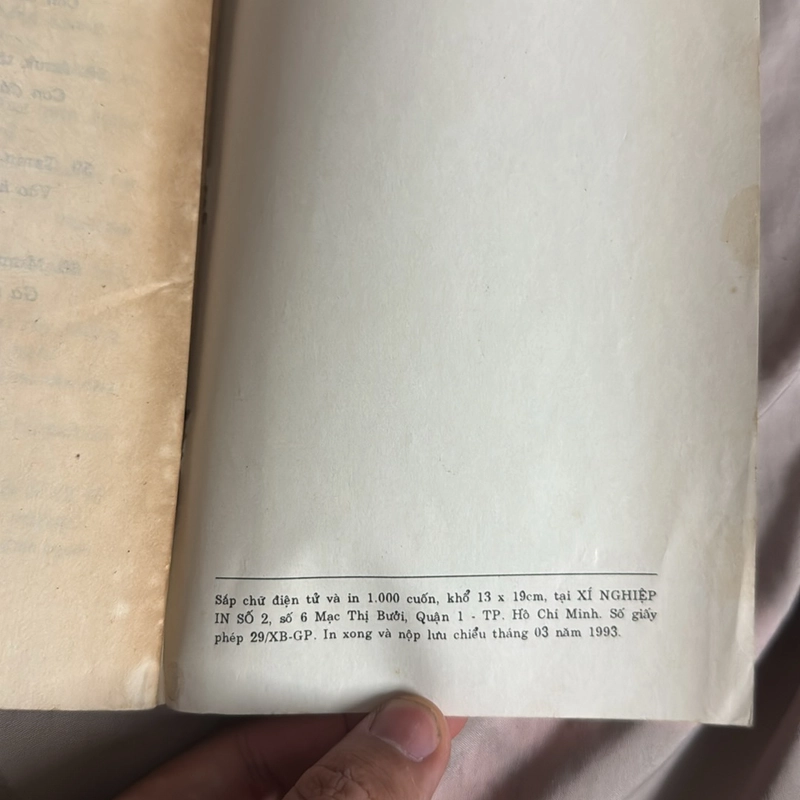 Sắp chữ điện tử và in 1.000 cuốn, khổ 13 x 19cm, tại XÍ NGHIỆP
IN SỐ 2, số 6 Mạc Thị Bưởi, Quận 1 - TP. Hồ Chí Minh. Số giấy
phép 29/XB-GP. In xong và nộp lưu chiểu tháng 03 năm 1993.